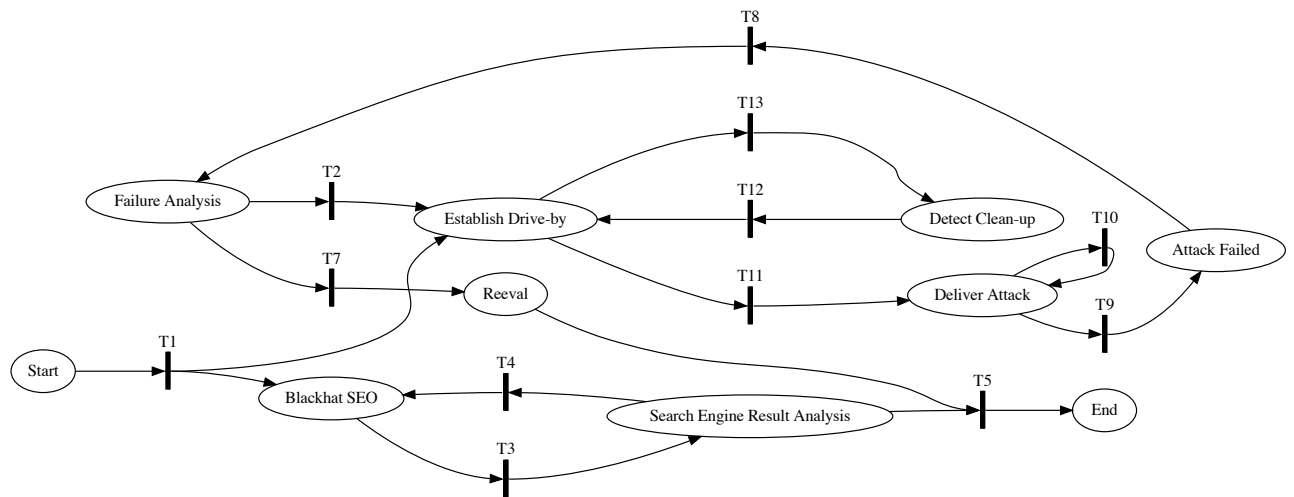 T8
T13
T2
T12
Failure Analysis
Establish Drive-by
Detect Clean-up
T10
Attack Failed
T7
T11
Reeval
Deliver Attack
T9
T1
Start
T4
Blackhat SEO
Search Engine Result Analysis
T5
End
T3